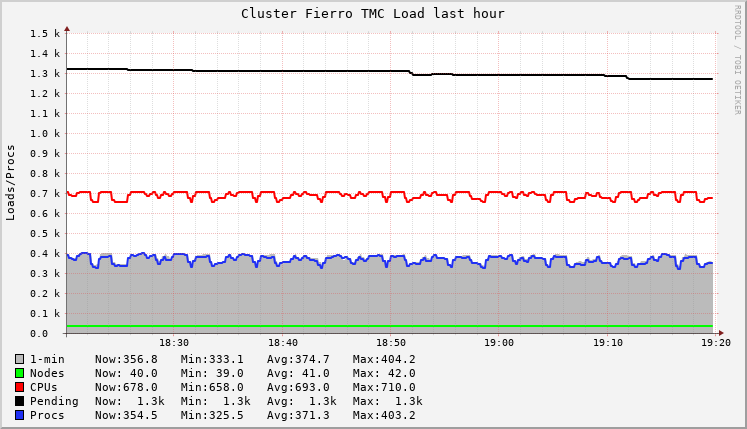 Cluster Fierro TMC Load last hour
RRDTOOL / TOBI OETIKER
Loads/Procs
1.5 k
1.4 k
1.3 k
1.2 k
1.1 k
1.0 k
0.9 k
0.8 k
0.7 k
0.6 k
0.5 k
0.4 k
0.3 k
0.2 k
0.1 k
0.0
18:30 18:40 18:50 19:00 19:10 19:20
1-min Now:356.8 Min:333.1 Avg:374.7 Max:404.2
Nodes Now: 40.0 Min: 39.0 Avg: 41.0 Max: 42.0
CPUs Now:678.0 Min:658.0 Avg:693.0 Max:710.0
Pending Now: 1.3k Min: 1.3k Avg: 1.3k Max: 1.3k
Procs Now:354.5 Min:325.5 Avg:371.3 Max:403.2